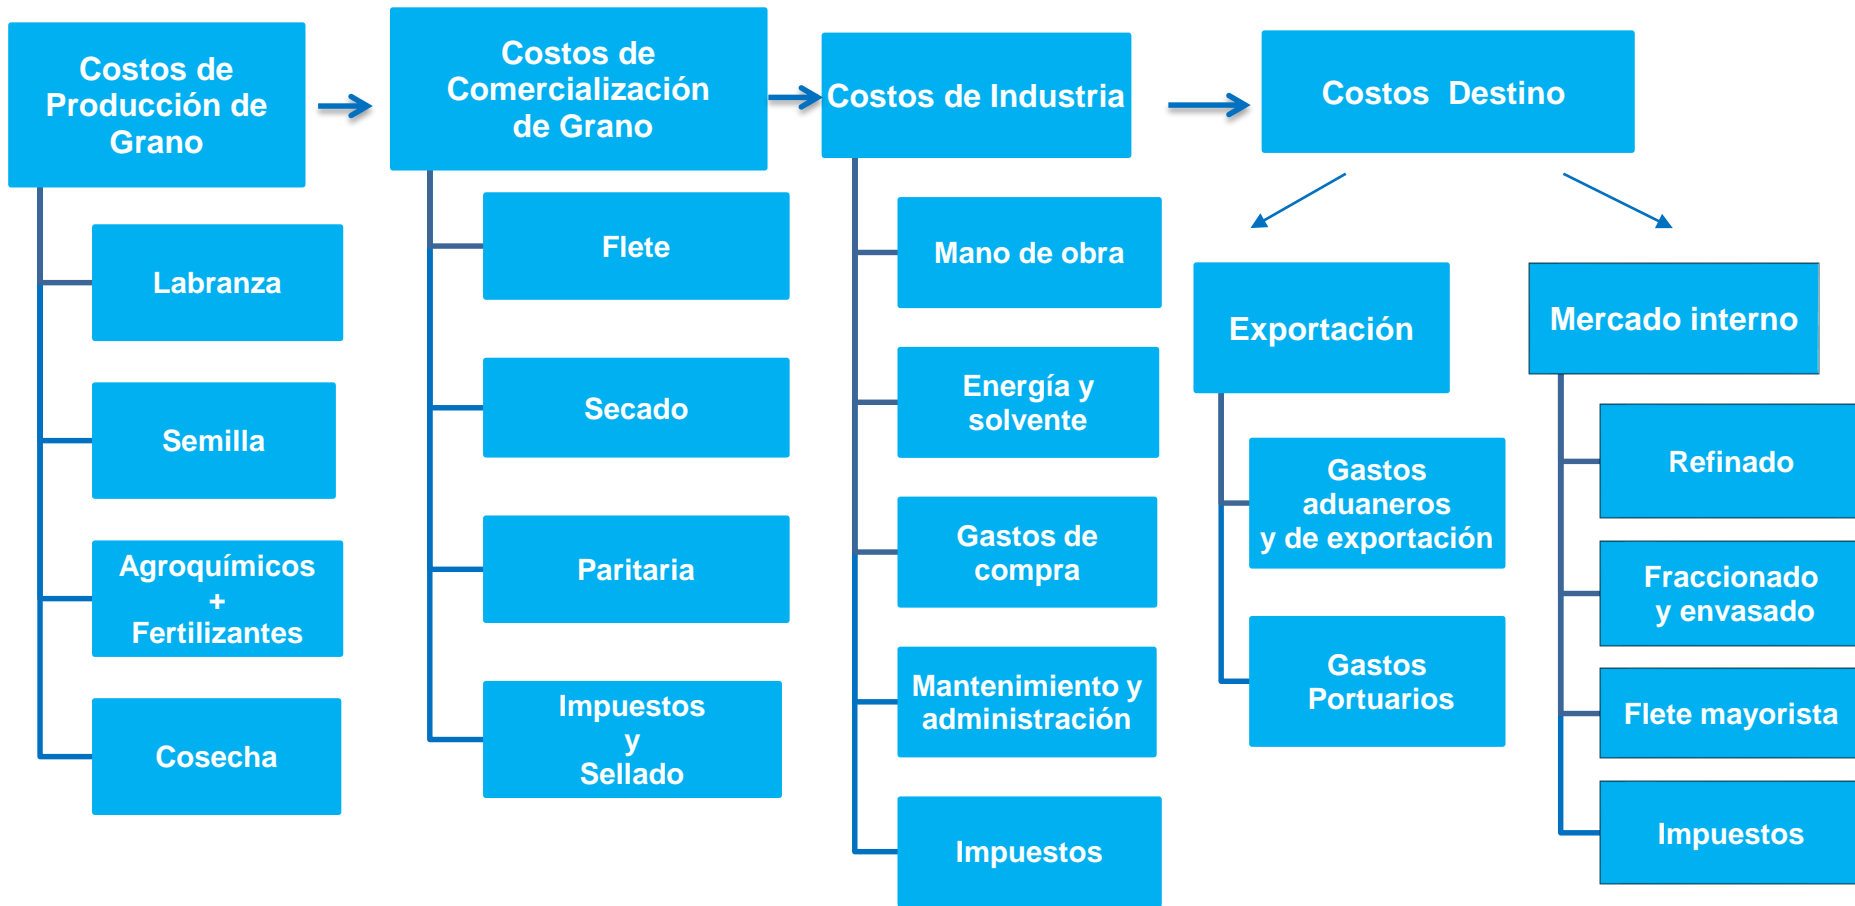 Costos de
Producción de
Grano
Labranza
Semilla
Agroquímicos
+
Fertilizantes
Cosecha
Costos de
Comercialización
de Grano
Flete
Secado
Paritaria
Impuestos
y
Sellado
Costos de Industria
Mano de obra
Energía y
solvente
Gastos de
compra
Mantenimiento y
administración
Impuestos
Costos Destino
Exportación
Gastos
aduaneros
y de exportación
Gastos
Portuarios
Mercado interno
Refinado
Fraccionado
y envasado
Flete mayorista
Impuestos